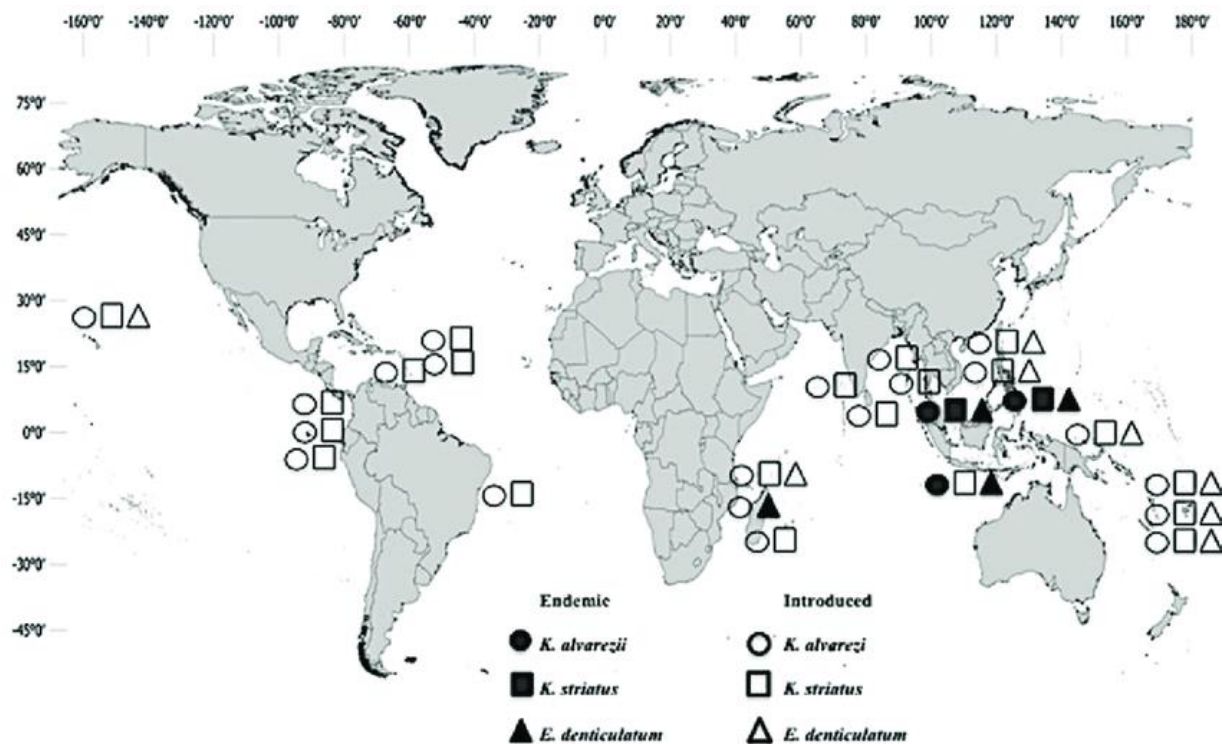 -160°0' -140°0' -120°0' -100°0' -80°0' -60°0' -40°0' -20°0' 0°0' 20°0' 40°0' 60°0' 80°0' 100°0' 120°0' 140°0' 160°0' 180°0'
75°0'
60°0'
45°0'
30°0'
15°0'
0°0'
-15°0'
-30°0'
-45°0'
Endemic Introduced
K. alvarezii K. alvarezi
K. striatus K. striatus
E. denticulatum E. denticulatum